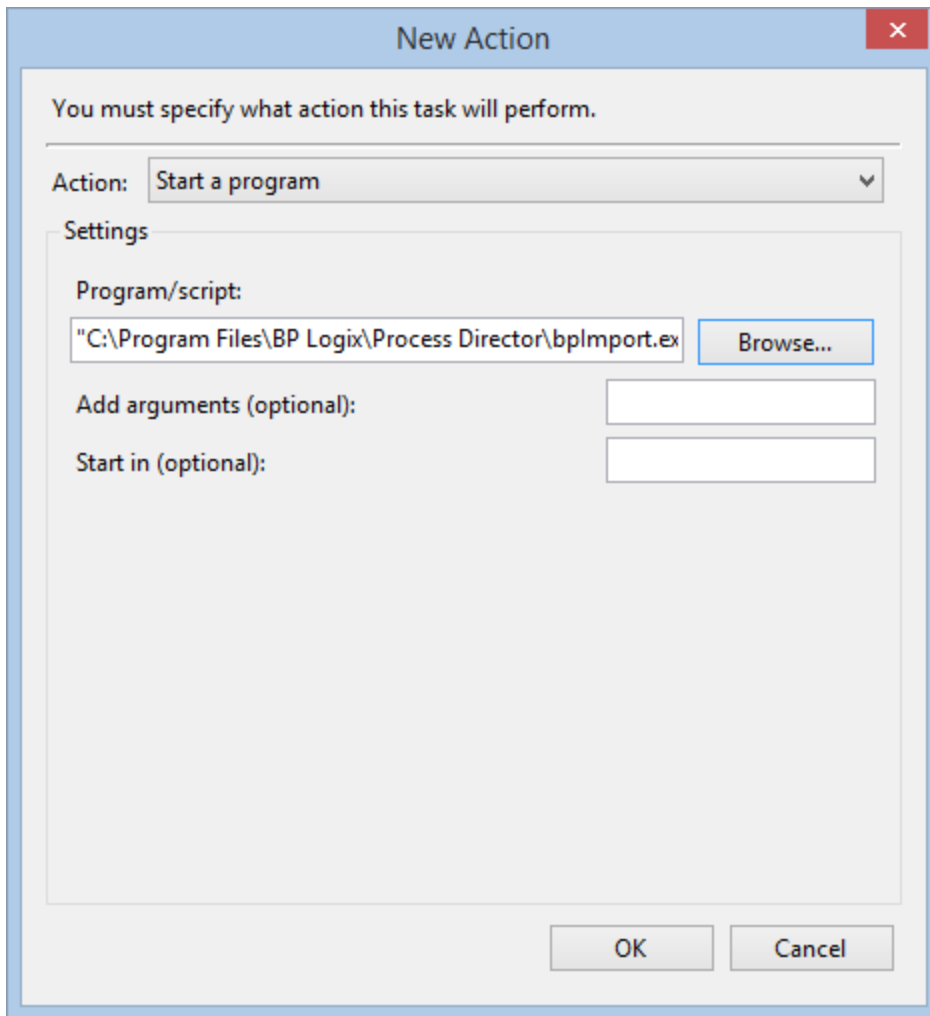 New Action
You must specify what action this task will perform.
Action: Start a program
Settings
Program/script:
"C:\Program Files\BP Logix\Process Director\bpImport.ex Browse...
Add arguments (optional):
Start in (optional):
OK Cancel